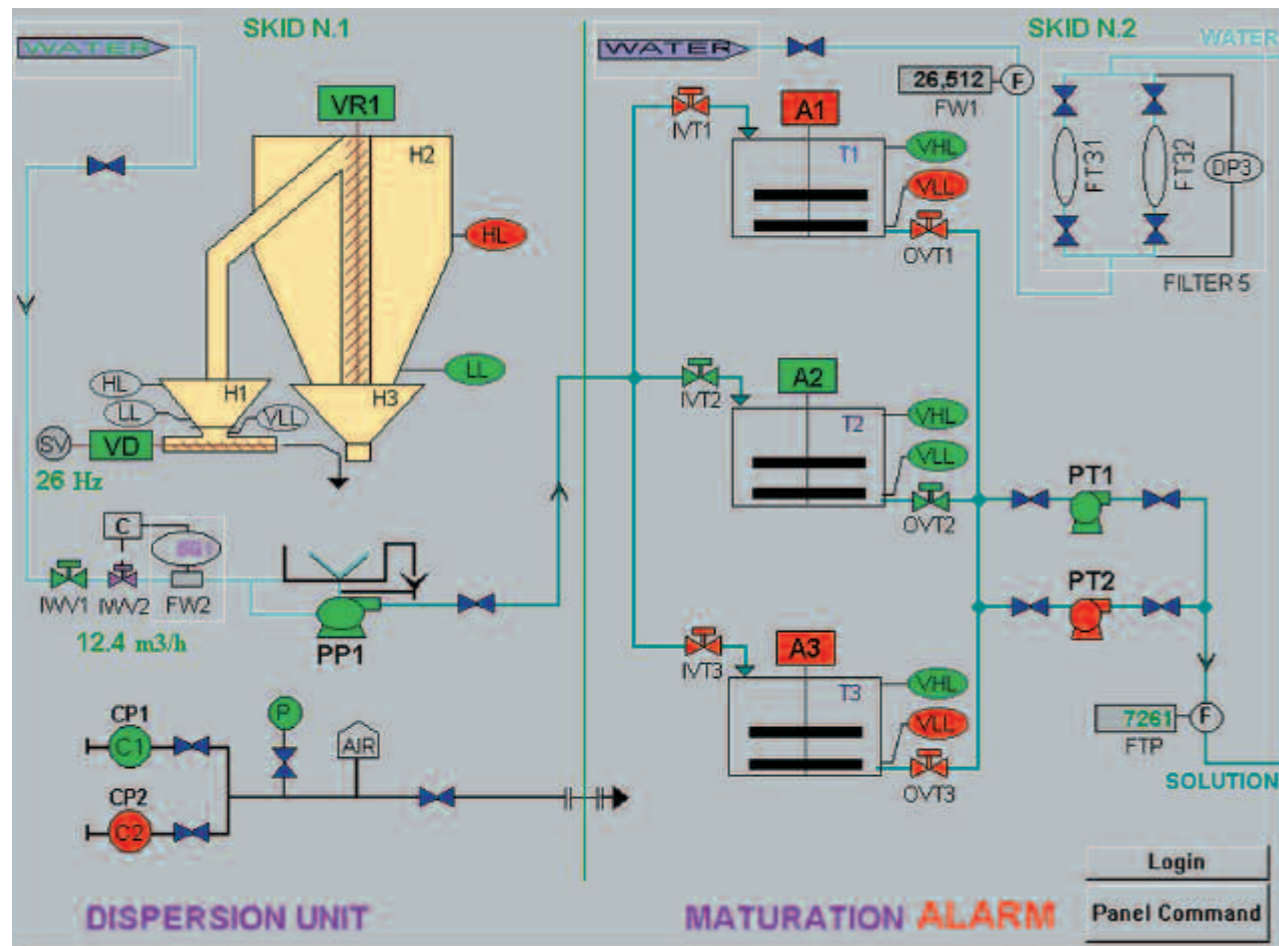 SKID N.1
SKID N.2
WATER
WATER
WATER
VR1
H2
HL
LL
HL
H1
H3
LL
VLL
SV
VD
26 Hz
C
IWV1
IWV2
FW2
12.4 m3/h
PP1
CP1
C1
P
AIR
CP2
C2
DISPERSION UNIT
26,512
F
FW1
A1
IVT1
T1
VHL
VLL
OVT1
FT31
FT32
DP3
FILTER 5
A2
IVT2
T2
VHL
VLL
OVT2
PT1
PT2
A3
IVT3
T3
VHL
VLL
OVT3
7261
F
FTP
SOLUTION
Login
Panel Command
MATURATION ALARM